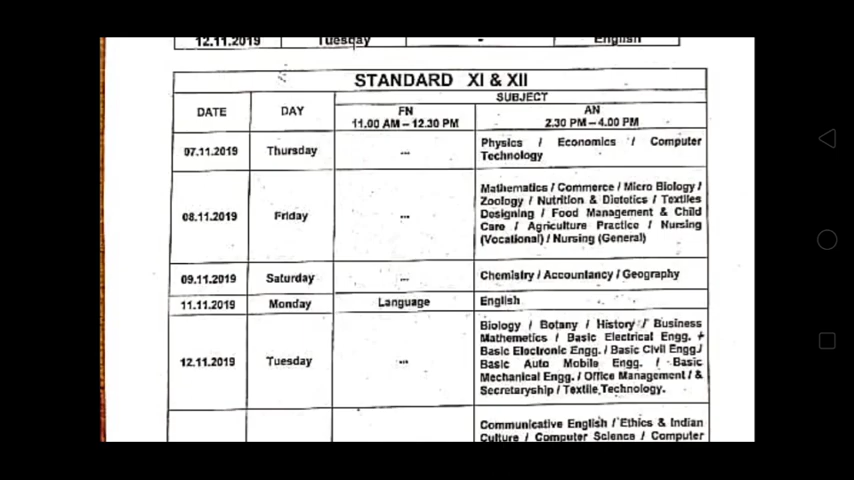 12.11.2019 Tuesday - English
STANDARD XI & XII
SUBJECT
DATE DAY FN AN
11.00 AM – 12.30 PM 2.30 PM – 4.00 PM
07.11.2019 Thursday --- Physics / Economics / Computer
Technology
08.11.2019 Friday --- Mathematics / Commerce / Micro Biology /
Zoology / Nutrition & Dietetics / Textiles
Designing / Food Management & Child
Care / Agriculture Practice / Nursing
(Vocational) / Nursing (General)
09.11.2019 Saturday --- Chemistry / Accountancy / Geography
11.11.2019 Monday Language English
12.11.2019 Tuesday --- Biology / Botany / History / Business
Mathemetics / Basic Electrical Engg. +
Basic Electronic Engg. / Basic Civil Engg./
Basic Auto Mobile Engg. / Basic
Mechanical Engg. / Office Management / &
Secretaryship / Textile Technology.
Communicative English / Ethics & Indian
Culture / Computer Science / Computer